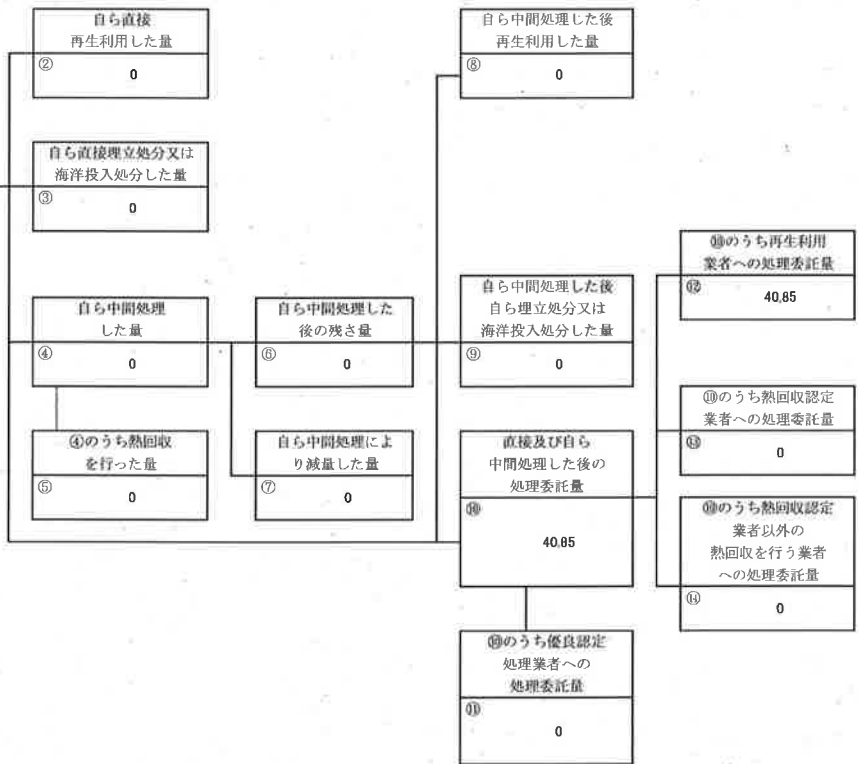 自ら直接
再生利用した量
②
0
自ら中間処理した後
再生利用した量
⑧
0
自ら直接埋立処分又は
海洋投入処分した量
③
0
⑩のうち再生利用
業者への処理委託量
⑫
40.85
自ら中間処理
した量
④
0
自ら中間処理した
後の残さ量
⑥
0
自ら中間処理した後
自ら埋立処分又は
海洋投入処分した量
⑨
0
⑩のうち熱回収認定
業者への処理委託量
⑬
0
④のうち熱回収
を行った量
⑤
0
自ら中間処理によ
り減量した量
⑦
0
直接及び自ら
中間処理した後の
処理委託量
⑩
40.85
⑩のうち熱回収認定
業者以外の
熱回収を行う業者
への処理委託量
⑭
0
⑩のうち優良認定
処理業者への
処理委託量
⑪
0